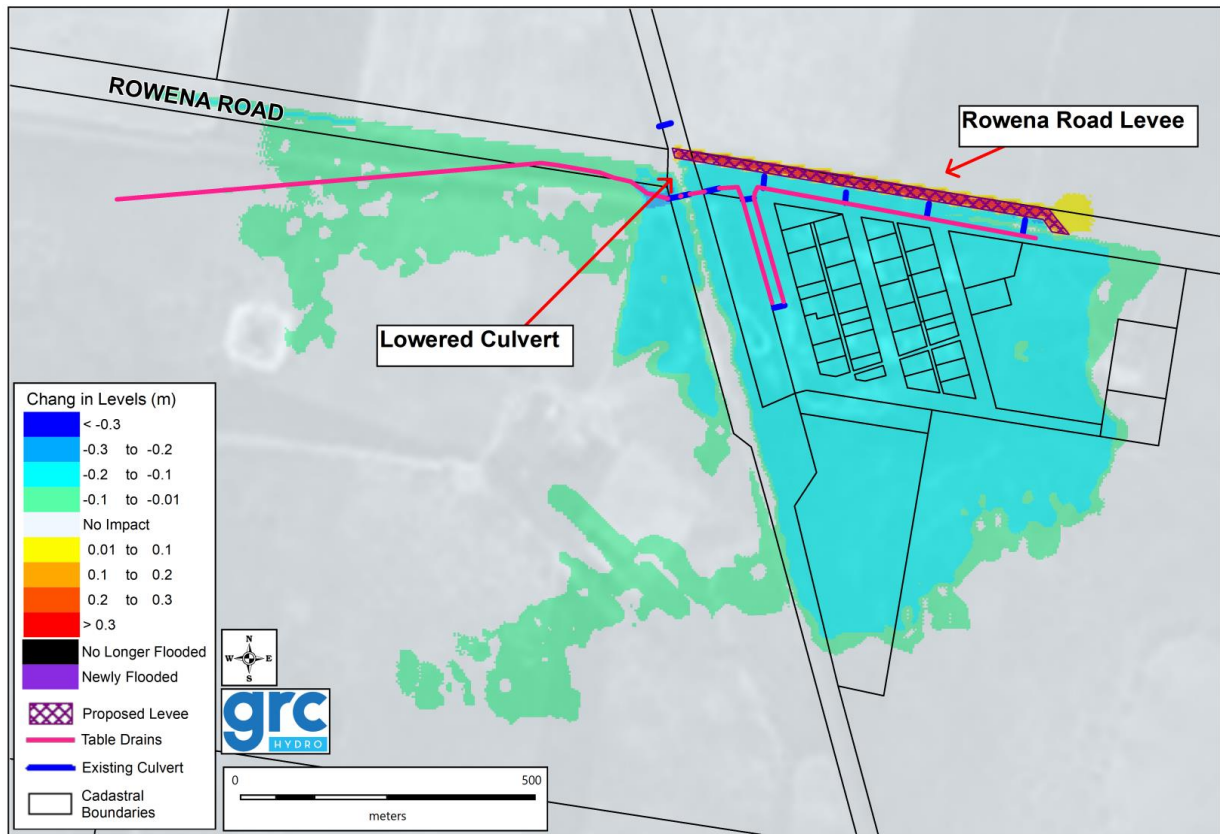 ROWENA ROAD
Rowena Road Levee
Lowered Culvert
Chang in Levels (m)
< -0.3
-0.3 to -0.2
-0.2 to -0.1
-0.1 to -0.01
No Impact
0.01 to 0.1
0.1 to 0.2
0.2 to 0.3
> 0.3
No Longer Flooded
Newly Flooded
Proposed Levee
Table Drains
Existing Culvert
Cadastral
Boundaries
N
W E
S
grc
HYDRO
0 500
meters